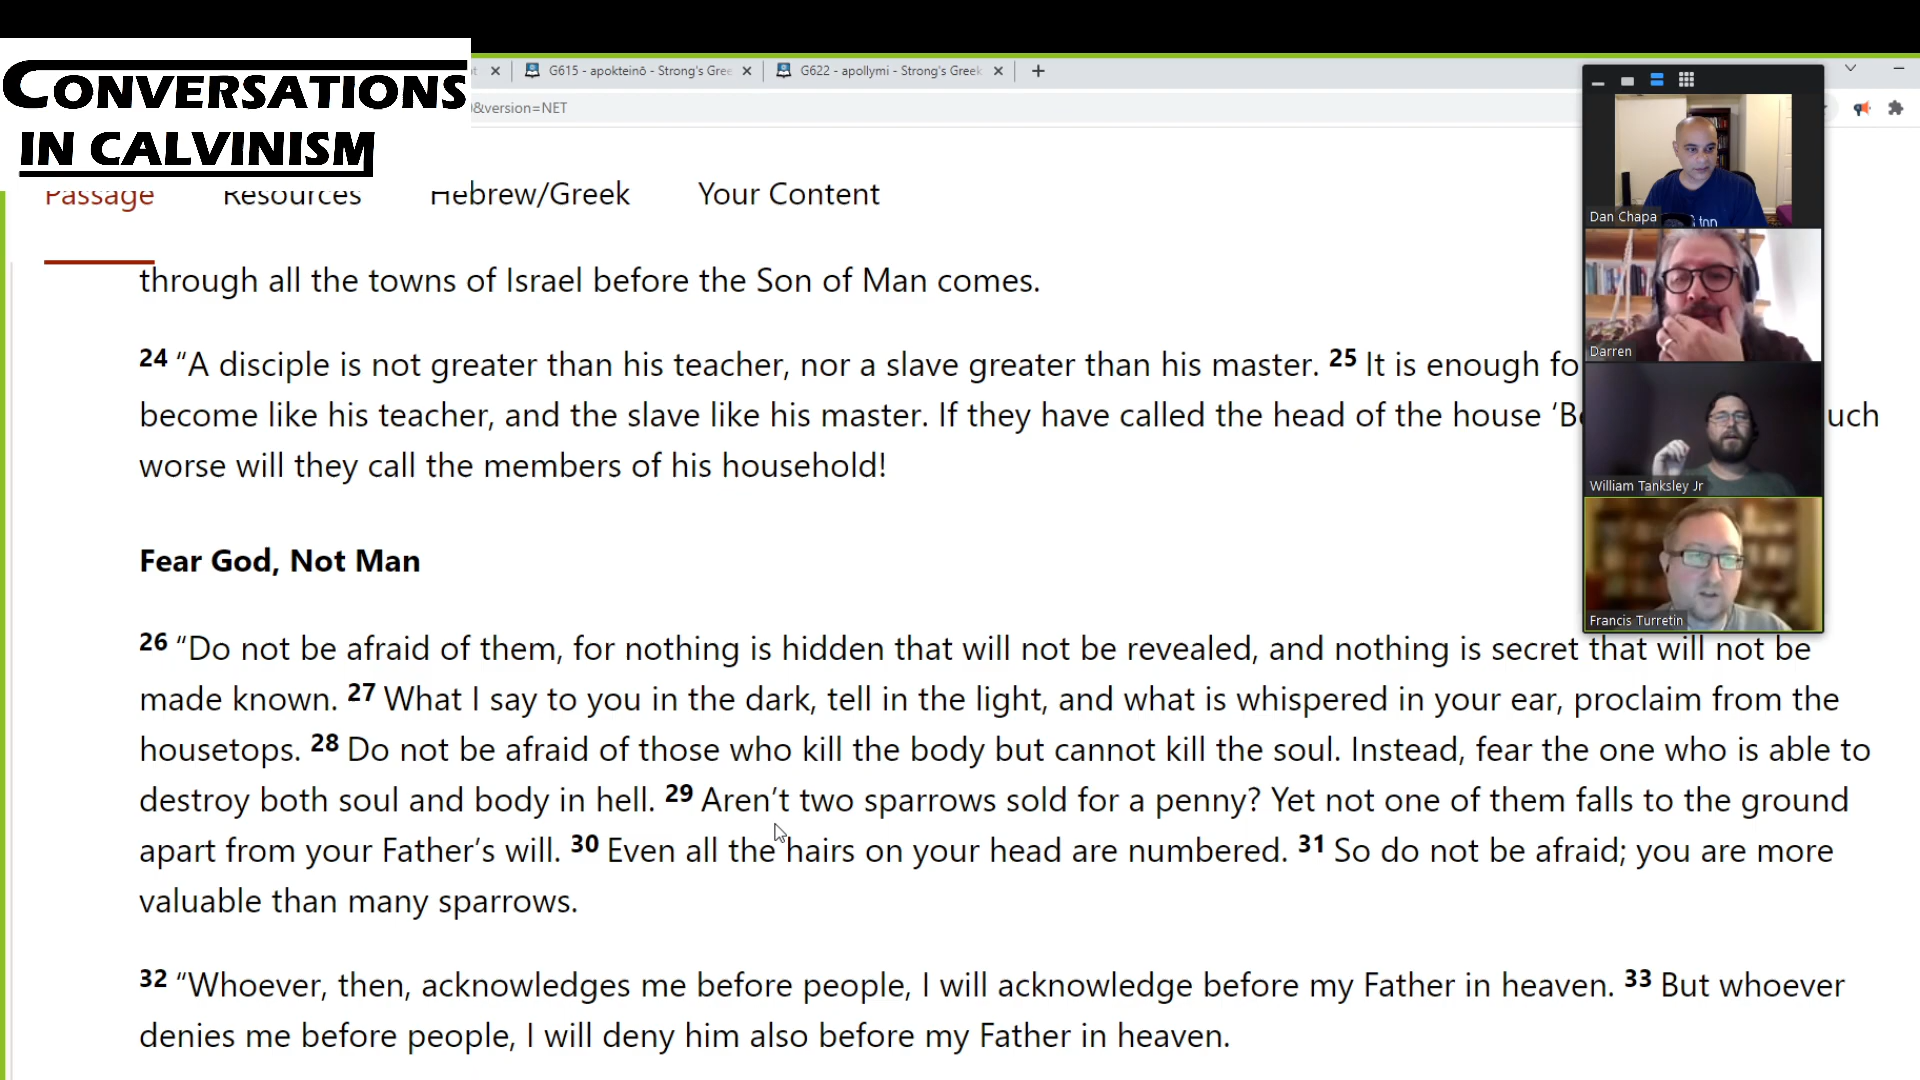 CONVERSATIONS
IN CALVINISM
G615 - apokteinō - Strong's Gree
G622 - apollymi - Strong's Greek
&version=NET
Passage
Resources
Hebrew/Greek
Your Content
through all the towns of Israel before the Son of Man comes.
24 “A disciple is not greater than his teacher, nor a slave greater than his master. 25 It is enough fo
become like his teacher, and the slave like his master. If they have called the head of the house ‘Be uch
worse will they call the members of his household!
Fear God, Not Man
26 “Do not be afraid of them, for nothing is hidden that will not be revealed, and nothing is secret that will not be
made known. 27 What I say to you in the dark, tell in the light, and what is whispered in your ear, proclaim from the
housetops. 28 Do not be afraid of those who kill the body but cannot kill the soul. Instead, fear the one who is able to
destroy both soul and body in hell. 29 Aren’t two sparrows sold for a penny? Yet not one of them falls to the ground
apart from your Father’s will. 30 Even all the hairs on your head are numbered. 31 So do not be afraid; you are more
valuable than many sparrows.
32 “Whoever, then, acknowledges me before people, I will acknowledge before my Father in heaven. 33 But whoever
denies me before people, I will deny him also before my Father in heaven.
Dan Chapa
Darren
William Tanksley Jr
Francis Turretin